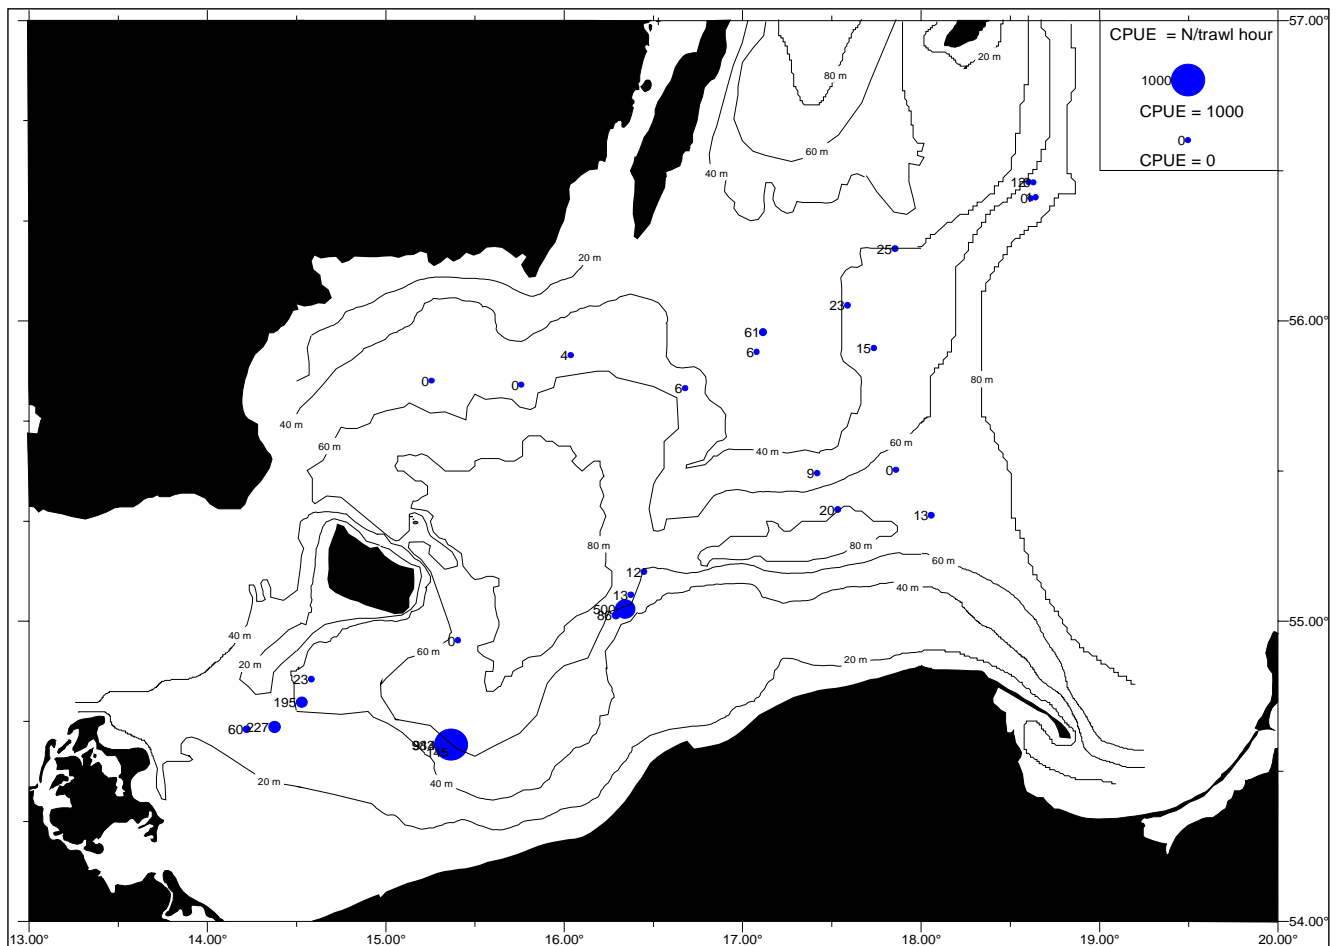 57.00°
CPUE = N/trawl hour
20 m
80 m
1000
CPUE = 1000
0
60 m
CPUE = 0
40 m
0
25
20 m
23
56.00°
61
4
6
15
0
0
6
80 m
40 m
60 m
60 m
40 m
9
0
20
13
80 m
80 m
12
60 m
13
40 m
500
86
55.00°
40 m
0
60 m
20 m
20 m
23
195
60
227
145
20 m
40 m
54.00°
13.00°
14.00°
15.00°
16.00°
17.00°
18.00°
19.00°
20.00°